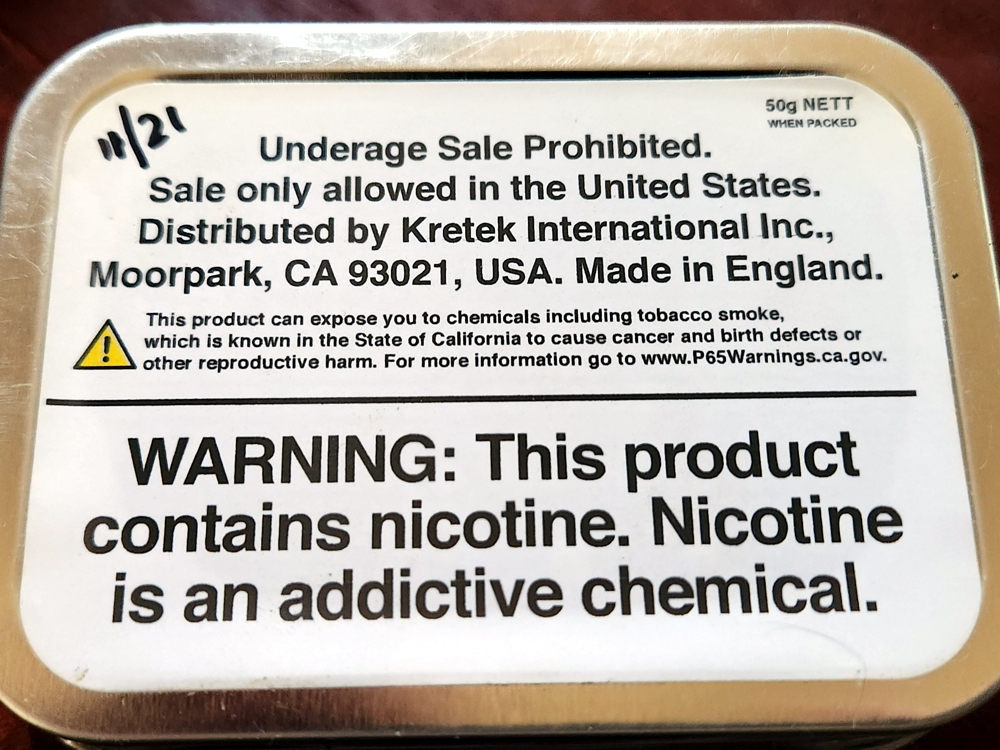 11/21
50g NETT
WHEN PACKED
Underage Sale Prohibited.
Sale only allowed in the United States.
Distributed by Kretek International Inc.,
Moorpark, CA 93021, USA. Made in England.
This product can expose you to chemicals including tobacco smoke,
which is known in the State of California to cause cancer and birth defects or
other reproductive harm. For more information go to www.P65Warnings.ca.gov.
WARNING: This product
contains nicotine. Nicotine
is an addictive chemical.